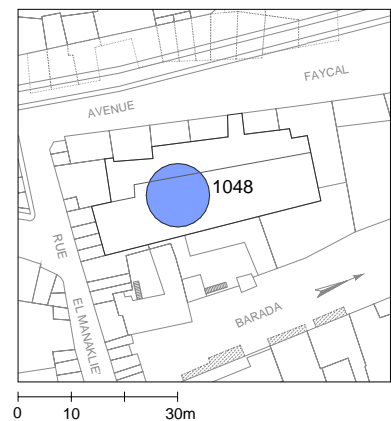 FAYCAL
AVENUE
1048
RUE
EL MANAKLIE'
BARADA
0 10 30m